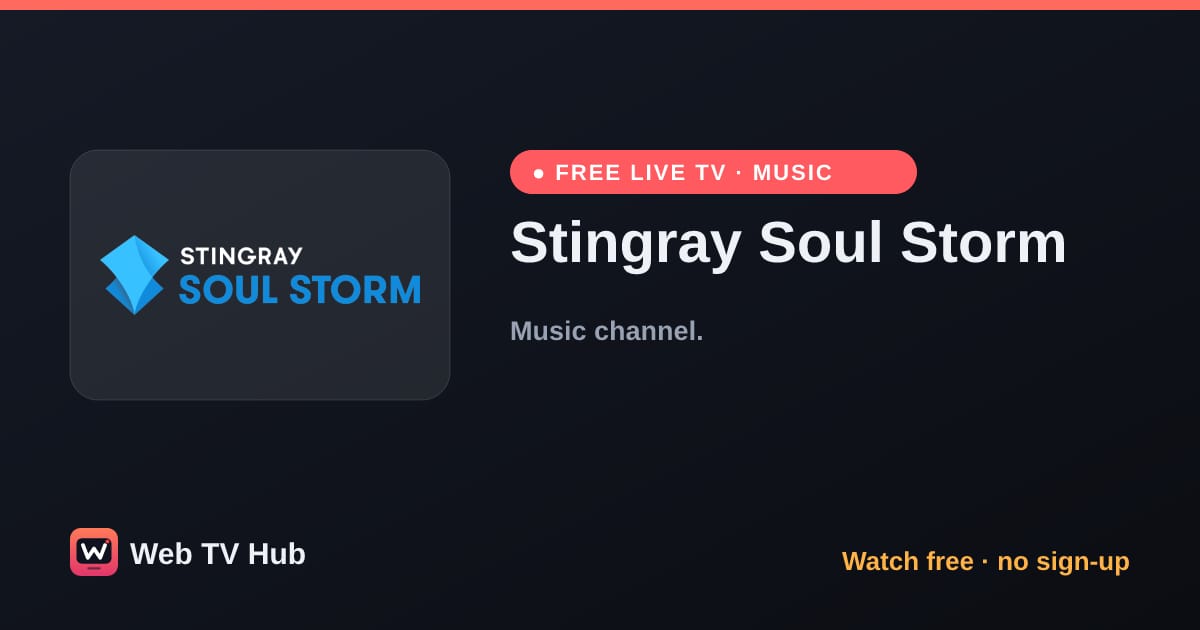 STINGRAY
SOUL STORM
• FREE LIVE TV · MUSIC
Stingray Soul Storm
Music channel.
W
Web TV Hub
Watch free · no sign-up